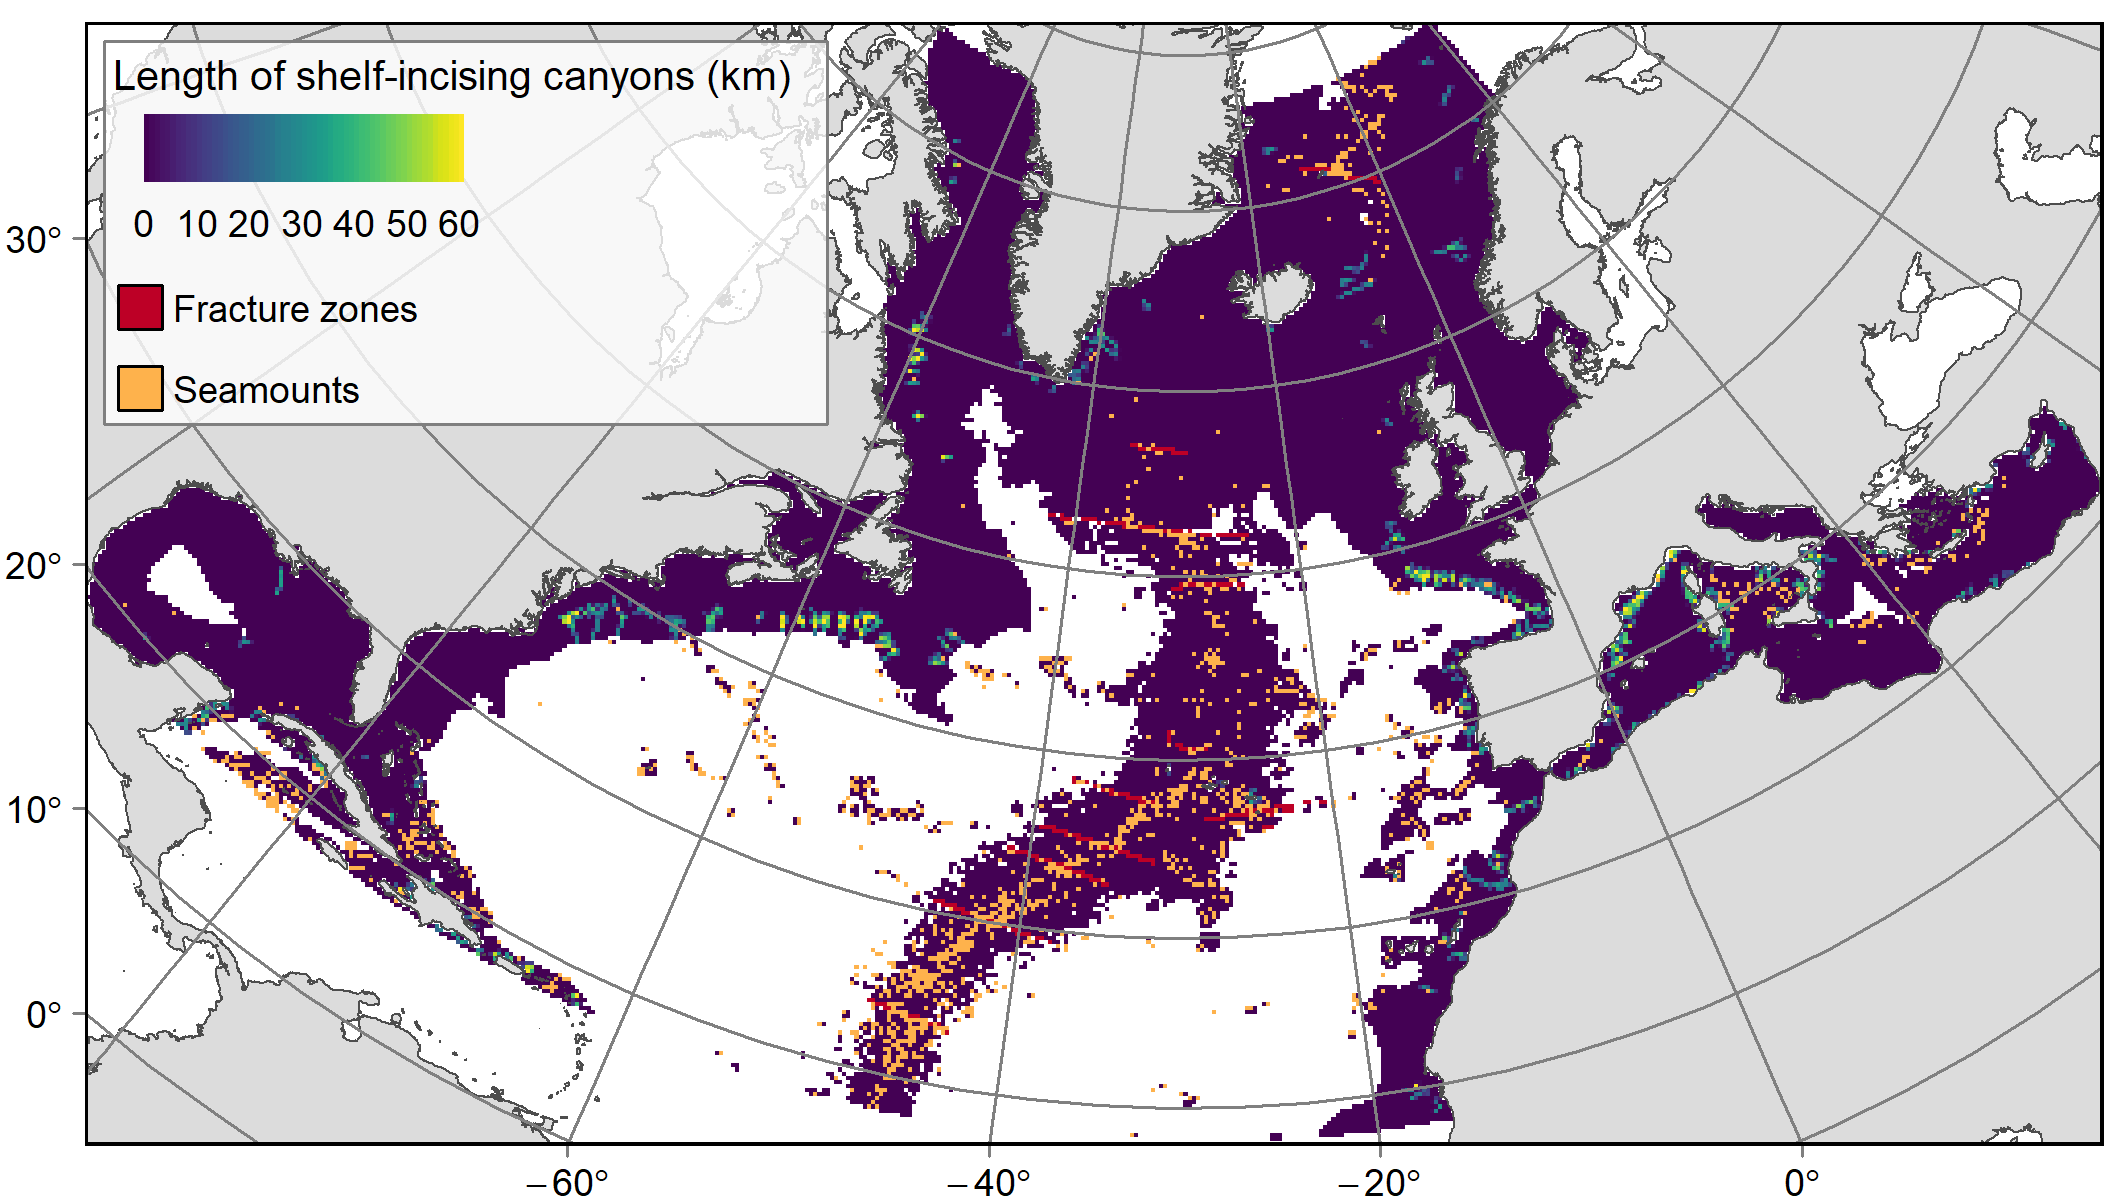 Length of shelf-incising canyons (km)
0 10 20 30 40 50 60
Fracture zones
Seamounts
30°
20°
10°
0°
−60° −40° −20° 0°